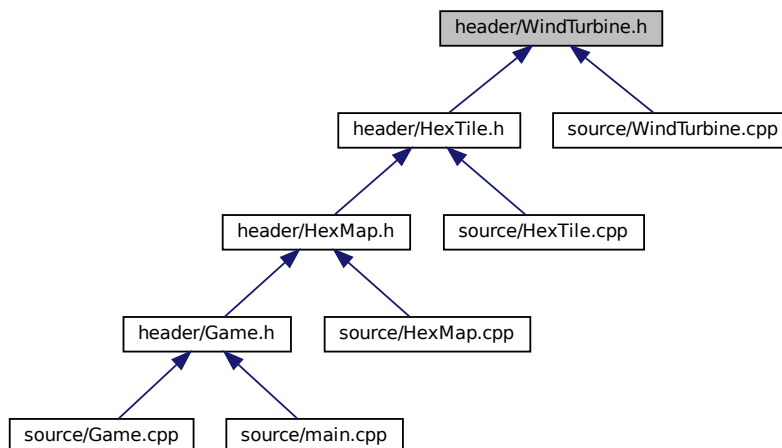 header/WindTurbine.h
header/HexTile.h
source/WindTurbine.cpp
header/HexMap.h
source/HexTile.cpp
header/Game.h
source/HexMap.cpp
source/Game.cpp
source/main.cpp